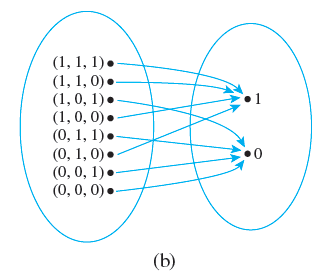 (1, 1, 1)
(1, 1, 0)
(1, 0, 1)
(1, 0, 0)
(0, 1, 1)
(0, 1, 0)
(0, 0, 1)
(0, 0, 0)
1
0
(b)